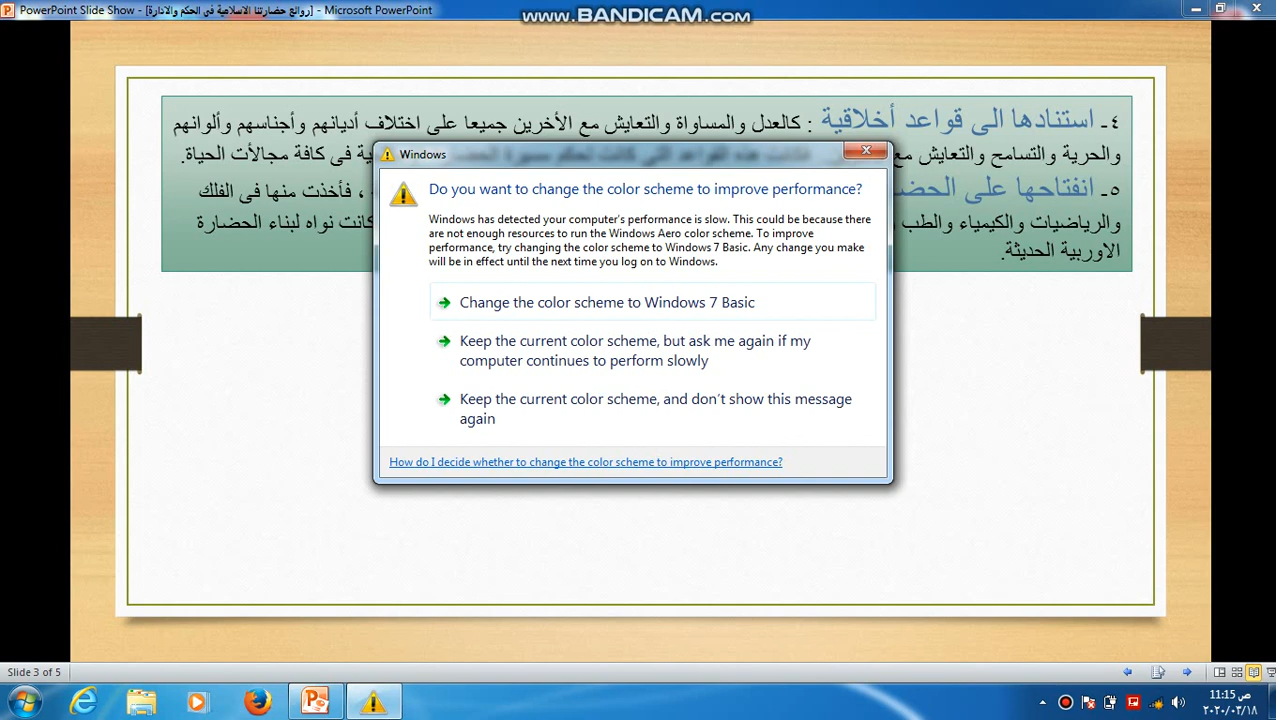 PowerPoint Slide Show - [روائع حضارتنا الاسلامية في الحكم والادارة] - Microsoft PowerPoint
www.BANDICAM.com
٤- استنادها الى قواعد أخلاقية : كالعدل والمساواة والتعايش مع الأخرين جميعا على اختلاف أديانهم وأجناسهم وألوانهم
والحرية والتسامح والتعايش مع
فى كافة مجالأت الحياة.
٥- انفتاحها على
، فأخذت منها فى الفلك
والرياضيات والكيمياء والطب
كانت نواه لبناء الحضارة
الاوربية الحديثة.
Windows
Do you want to change the color scheme to improve performance?
Windows has detected your computer's performance is slow. This could be because there
are not enough resources to run the Windows Aero color scheme. To improve
performance, try changing the color scheme to Windows 7 Basic. Any change you make
will be in effect until the next time you log on to Windows.
Change the color scheme to Windows 7 Basic
Keep the current color scheme, but ask me again if my
computer continues to perform slowly
Keep the current color scheme, and don't show this message
again
How do I decide whether to change the color scheme to improve performance?
Slide 3 of 5
11:15 ص
٢٠٢٠/٠٣/١٨